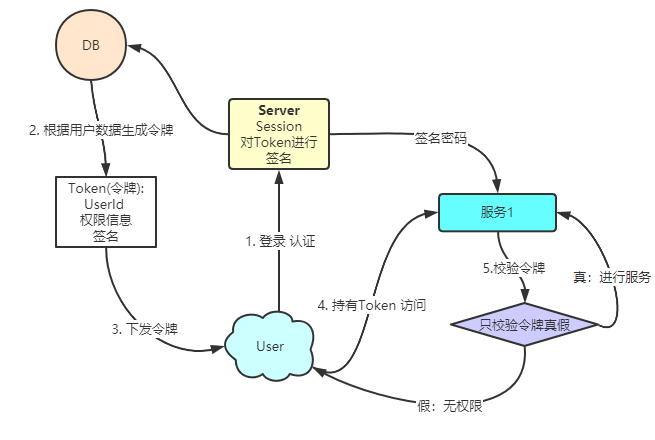 DB
Server
Session
对Token进行
签名
2. 根据用户数据生成令牌
签名密码
Token(令牌):
UserId
权限信息
签名
服务1
1. 登录 认证
5.校验令牌
真：进行服务
4. 持有Token 访问
3. 下发令牌
只校验令牌真假
User
假：无权限